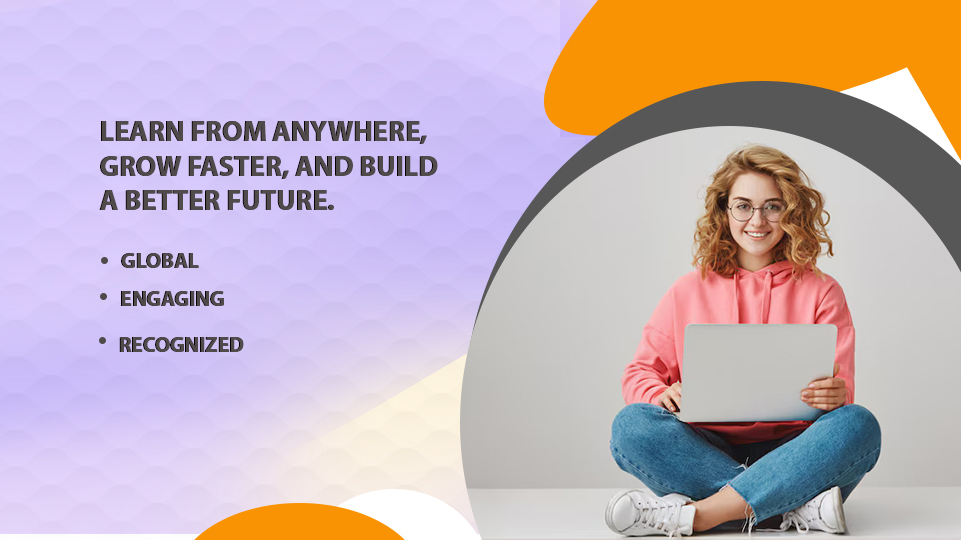 LEARN FROM ANYWHERE,
GROW FASTER, AND BUILD
A BETTER FUTURE.
• GLOBAL
• ENGAGING
• RECOGNIZED